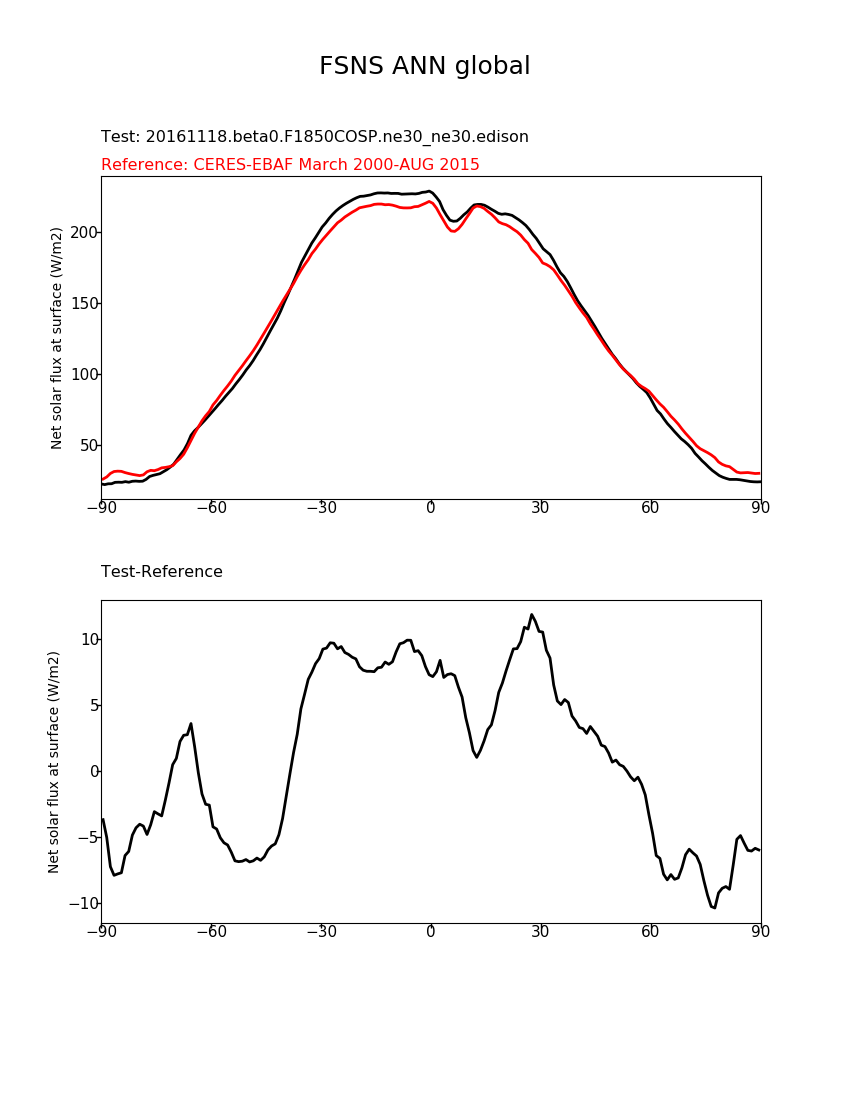 FSNS ANN global
Test: 20161118.beta0.F1850COSP.ne30_ne30.edison
Reference: CERES-EBAF March 2000-AUG 2015
Net solar flux at surface (W/m2)
200
150
100
50
−90 −60 −30 0 30 60 90
Test-Reference
Net solar flux at surface (W/m2)
10
5
0
−5
−10
−90 −60 −30 0 30 60 90